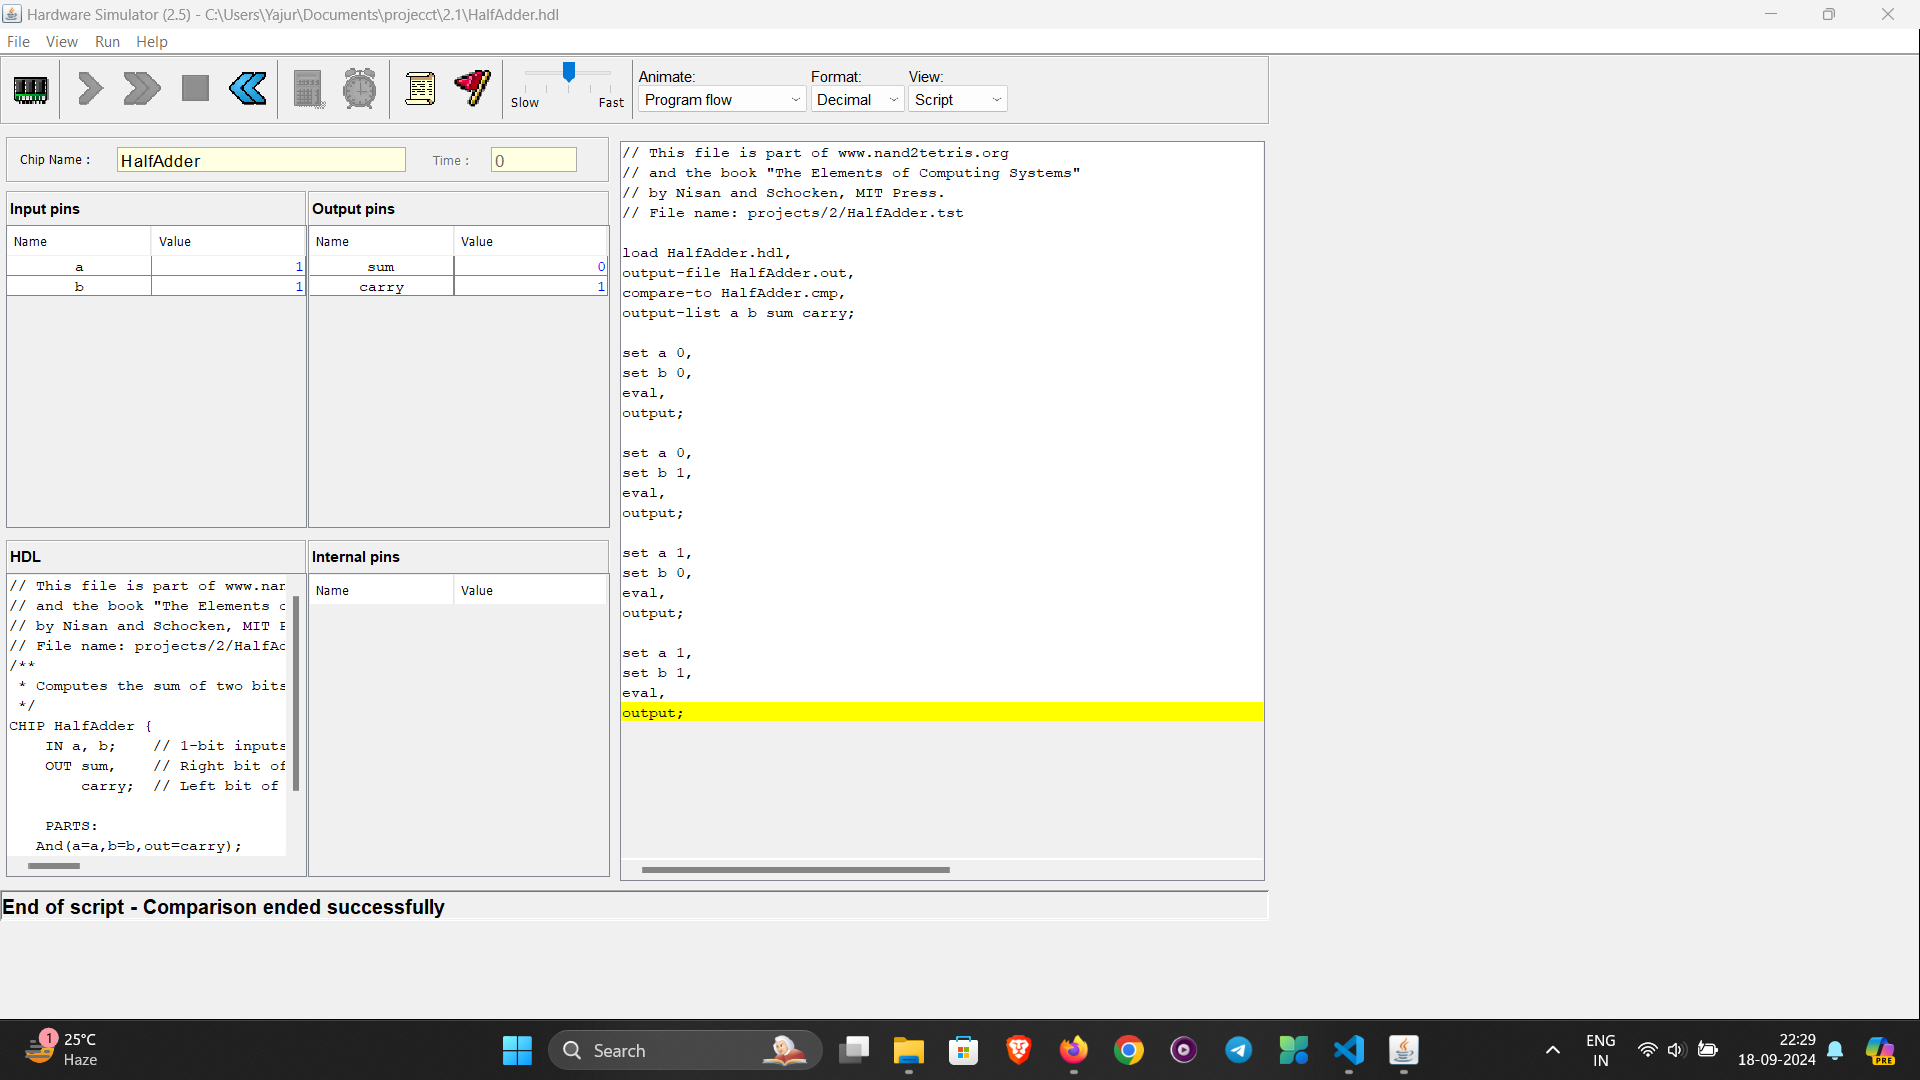 Hardware Simulator (2.5) - C:\Users\Yajur\Documents\projecct\2.1\HalfAdder.hdl
File View Run Help
Slow Fast
Animate: Format: View:
Program flow Decimal Script
Chip Name : HalfAdder Time : 0
Input pins
Name Value
a 1
b 1
Output pins
Name Value
sum 0
carry 1
HDL
// This file is part of www.nan
// and the book "The Elements o
// by Nisan and Schocken, MIT P
// File name: projects/2/HalfAd
/**
* Computes the sum of two bits
*/
CHIP HalfAdder {
IN a, b; // 1-bit inputs
OUT sum, // Right bit of
carry; // Left bit of
PARTS:
And(a=a,b=b,out=carry);
Internal pins
Name Value
// This file is part of www.nand2tetris.org
// and the book "The Elements of Computing Systems"
// by Nisan and Schocken, MIT Press.
// File name: projects/2/HalfAdder.tst
load HalfAdder.hdl,
output-file HalfAdder.out,
compare-to HalfAdder.cmp,
output-list a b sum carry;
set a 0,
set b 0,
eval,
output;
set a 0,
set b 1,
eval,
output;
set a 1,
set b 0,
eval,
output;
set a 1,
set b 1,
eval,
output;
End of script - Comparison ended successfully
1
25°C
Haze
Search
ENG
IN
22:29
18-09-2024
PRE